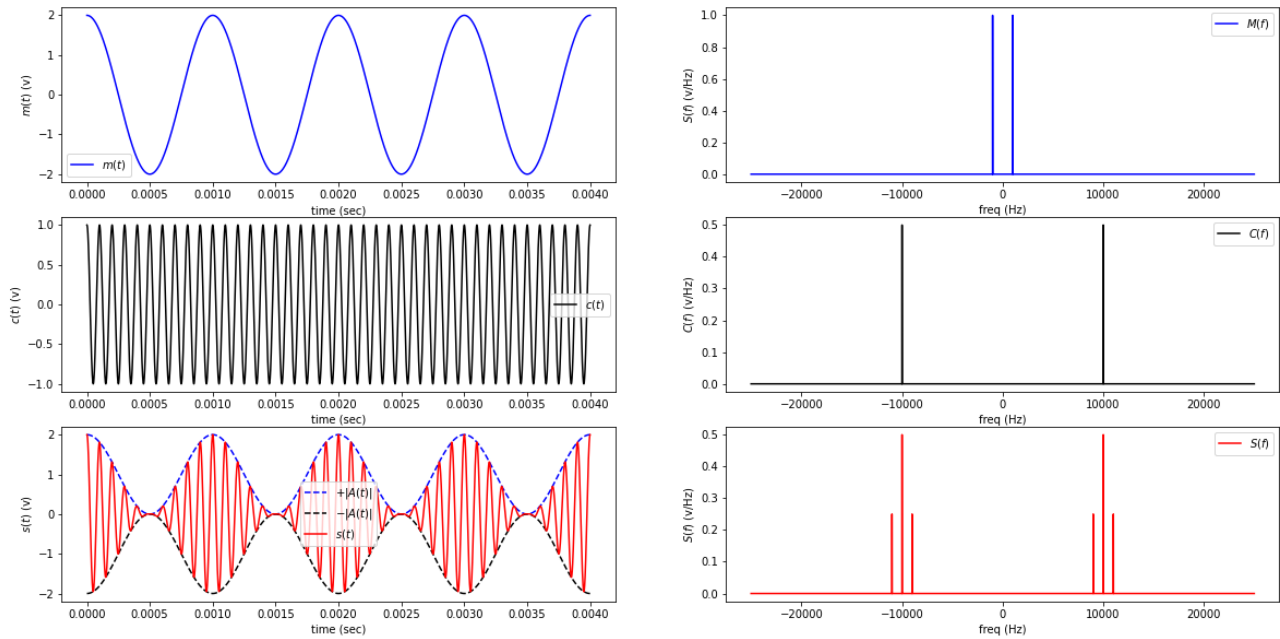 2
1
0
−1
−2
m(t) (v)
m(t)
0.0000 0.0005 0.0010 0.0015 0.0020 0.0025 0.0030 0.0035 0.0040
time (sec)
1.0
0.8
0.6
0.4
0.2
0.0
S(f) (v/Hz)
M(f)
−20000 −10000 0 10000 20000
freq (Hz)
1.0
0.5
0.0
−0.5
−1.0
c(t) (v)
c(t)
0.0000 0.0005 0.0010 0.0015 0.0020 0.0025 0.0030 0.0035 0.0040
time (sec)
0.5
0.4
0.3
0.2
0.1
0.0
C(f) (v/Hz)
C(f)
−20000 −10000 0 10000 20000
freq (Hz)
2
1
0
−1
−2
s(t) (v)
+|A(t)|
−|A(t)|
s(t)
0.0000 0.0005 0.0010 0.0015 0.0020 0.0025 0.0030 0.0035 0.0040
time (sec)
0.5
0.4
0.3
0.2
0.1
0.0
S(f) (v/Hz)
S(f)
−20000 −10000 0 10000 20000
freq (Hz)